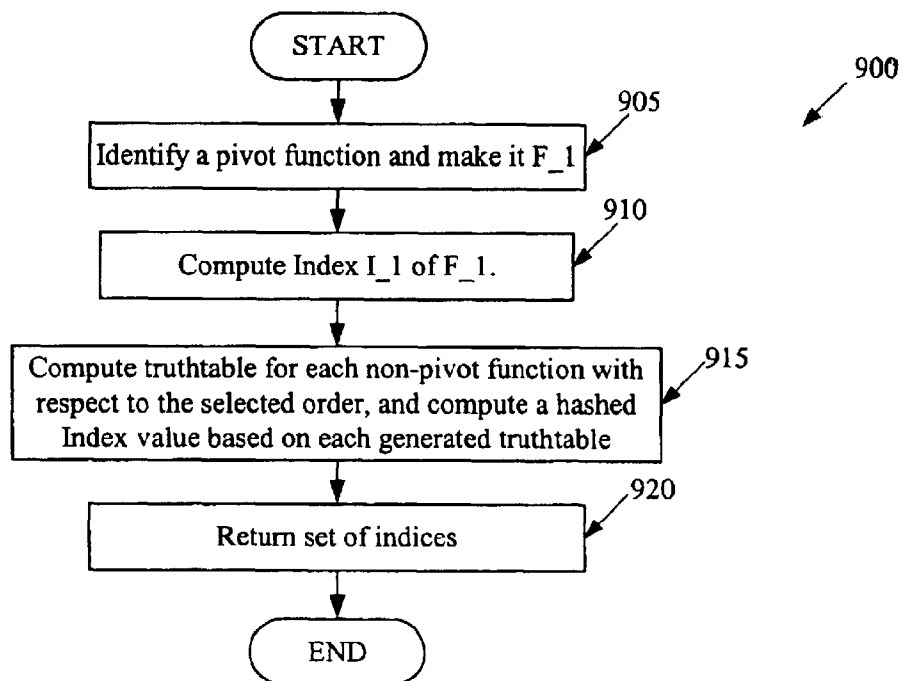 START
900
905
Identify a pivot function and make it F_1
910
Compute Index I_1 of F_1.
915
Compute truthtable for each non-pivot function with
respect to the selected order, and compute a hashed
Index value based on each generated truthtable
920
Return set of indices
END